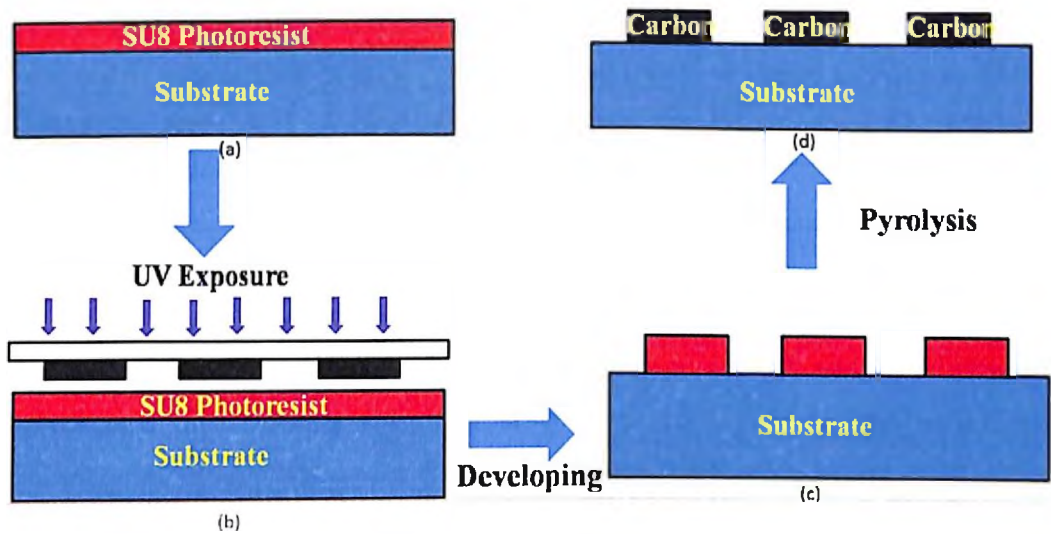 SU8 Photoresist
Substrate
(a)
UV Exposure
SU8 Photoresist
Substrate
(b)
Developing
Substrate
(c)
Pyrolysis
Carbon Carbon Carbon
Substrate
(d)